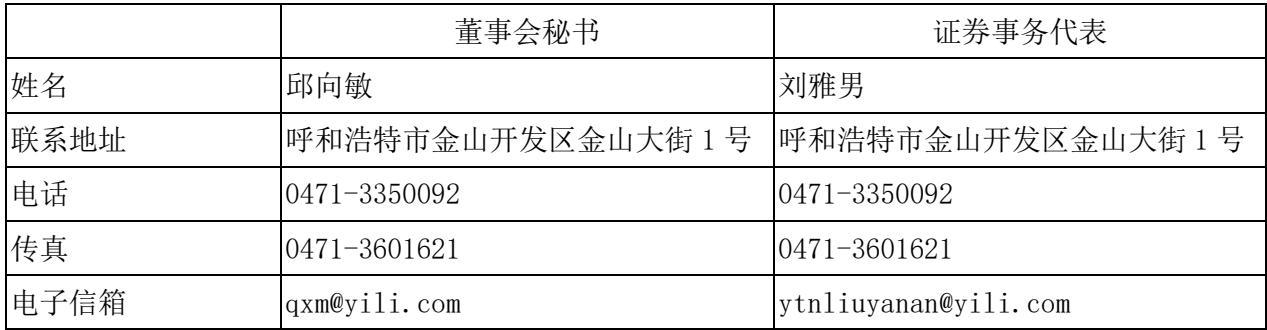 董事会秘书 证券事务代表
姓名 邱向敏 刘雅男
联系地址 呼和浩特市金山开发区金山大街1号 呼和浩特市金山开发区金山大街1号
电话 0471-3350092 0471-3350092
传真 0471-3601621 0471-3601621
电子信箱 qxm@yili.com ytnliuyanan@yili.com